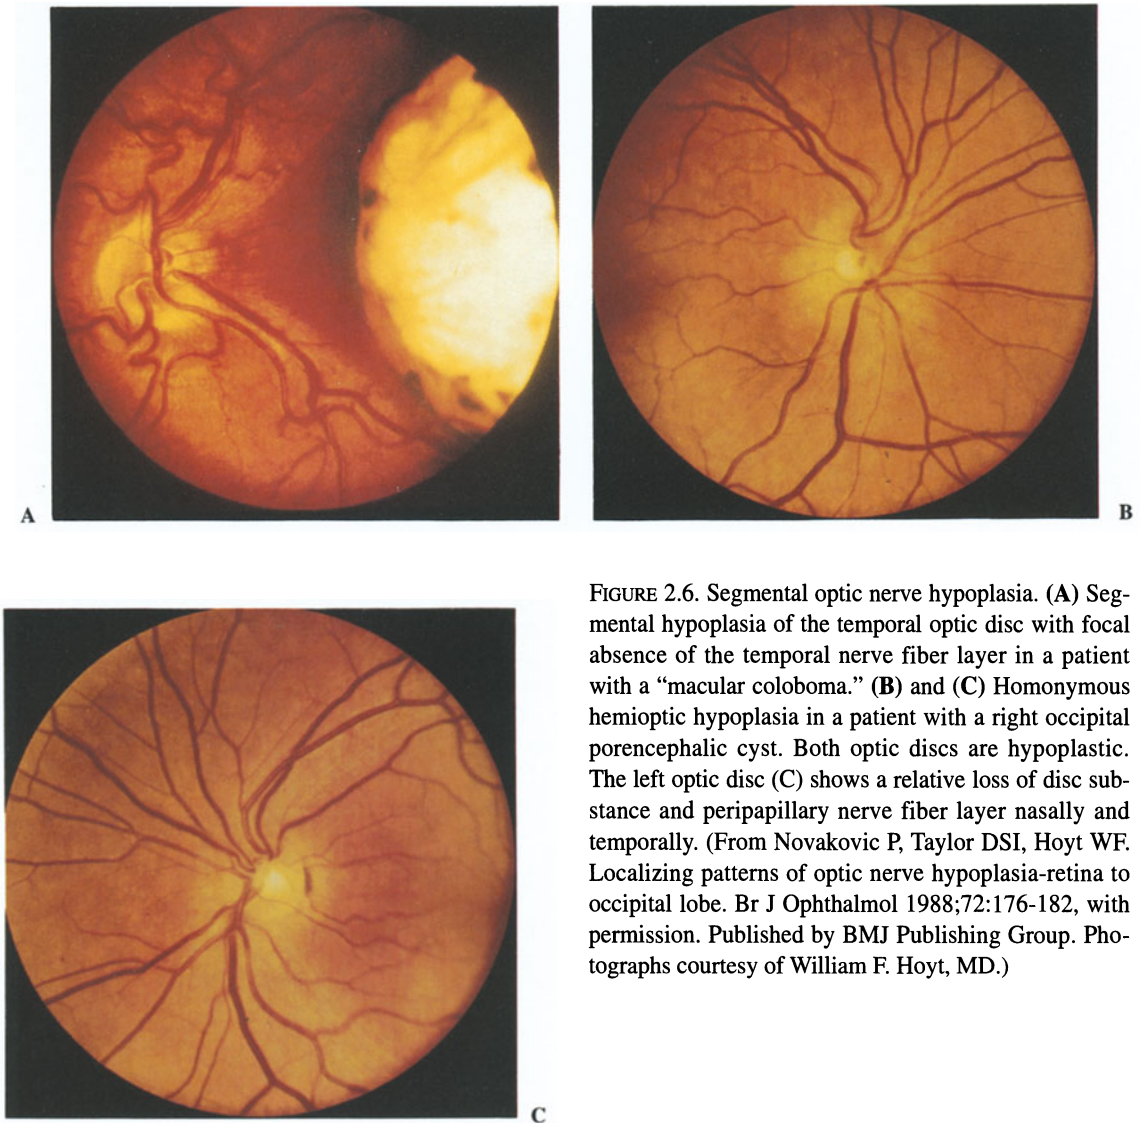 A
B
FIGURE 2.6. Segmental optic nerve hypoplasia. (A) Seg-
mental hypoplasia of the temporal optic disc with focal
absence of the temporal nerve fiber layer in a patient
with a “macular coloboma.” (B) and (C) Homonymous
hemioptic hypoplasia in a patient with a right occipital
porencephalic cyst. Both optic discs are hypoplastic.
The left optic disc (C) shows a relative loss of disc sub-
stance and peripapillary nerve fiber layer nasally and
temporally. (From Novakovic P, Taylor DSI, Hoyt WF.
Localizing patterns of optic nerve hypoplasia-retina to
occipital lobe. Br J Ophthalmol 1988;72:176-182, with
permission. Published by BMJ Publishing Group. Pho-
tographs courtesy of William F. Hoyt, MD.)
C